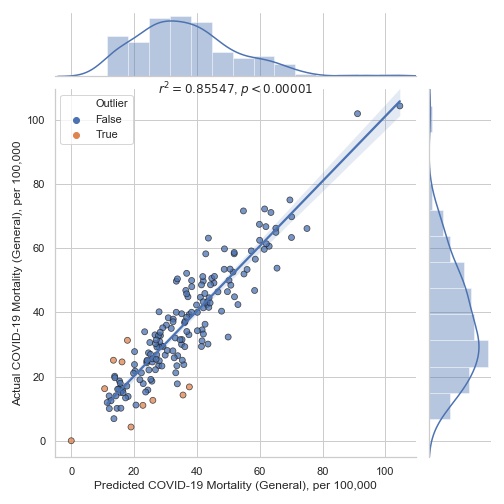 r² = 0.85547, p < 0.00001
Outlier
False
True
100
80
60
40
20
0
Actual COVID-19 Mortality (General), per 100,000
0
20
40
60
80
100
Predicted COVID-19 Mortality (General), per 100,000